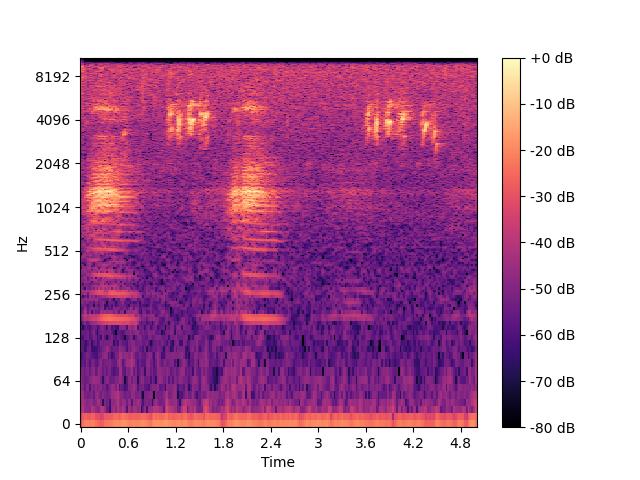 8192
4096
2048
1024
512
256
128
64
0
Hz
0 0.6 1.2 1.8 2.4 3 3.6 4.2 4.8
Time
+0 dB
-10 dB
-20 dB
-30 dB
-40 dB
-50 dB
-60 dB
-70 dB
-80 dB